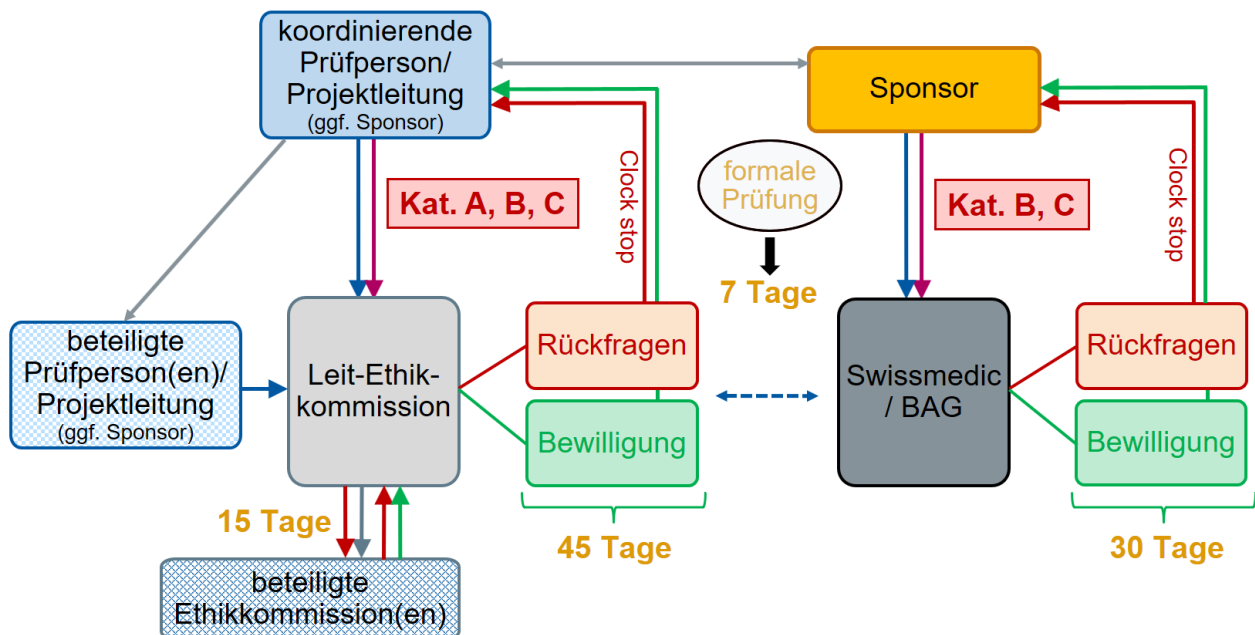 koordinierende
Prüfperson/
Projektleitung
(ggf. Sponsor)
Sponsor
formale
Prüfung
7 Tage
Kat. A, B, C
Clock stop
Kat. B, C
Clock stop
beteiligte
Prüfperson(en)/
Projektleitung
(ggf. Sponsor)
Leit-Ethik-
kommission
Rückfragen
Bewilligung
45 Tage
Swissmedic
/ BAG
Rückfragen
Bewilligung
30 Tage
15 Tage
beteiligte
Ethikkommission(en)